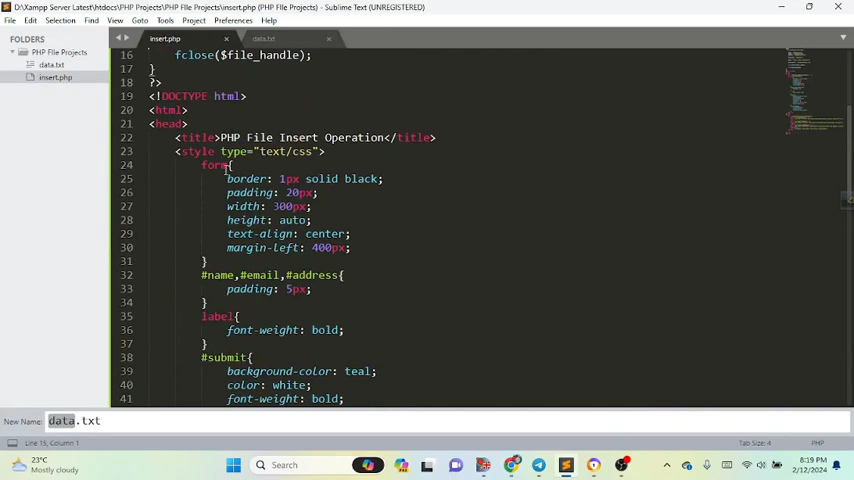 D:\Xampp Server Latest\htdocs\PHP Projects\PHP File Projects\insert.php (PHP File Projects) - Sublime Text (UNREGISTERED)
File Edit Selection Find View Goto Tools Project Preferences Help
FOLDERS
PHP File Projects
data.txt
insert.php
insert.php
data.txt
16 fclose($file_handle);
17 }
18 ?>
19 <!DOCTYPE html>
20 <html>
21 <head>
22 <title>PHP File Insert Operation</title>
23 <style type="text/css">
24 form{
25 border: 1px solid black;
26 padding: 20px;
27 width: 300px;
28 height: auto;
29 text-align: center;
30 margin-left: 400px;
31 }
32 #name,#email,#address{
33 padding: 5px;
34 }
35 label{
36 font-weight: bold;
37 }
38 #submit{
39 background-color: teal;
40 color: white;
41 font-weight: bold;
New Name: data.txt
Line 15, Column 1
Tab Size: 4
PHP
23°C
Mostly cloudy
Search
8:19 PM
2/12/2024